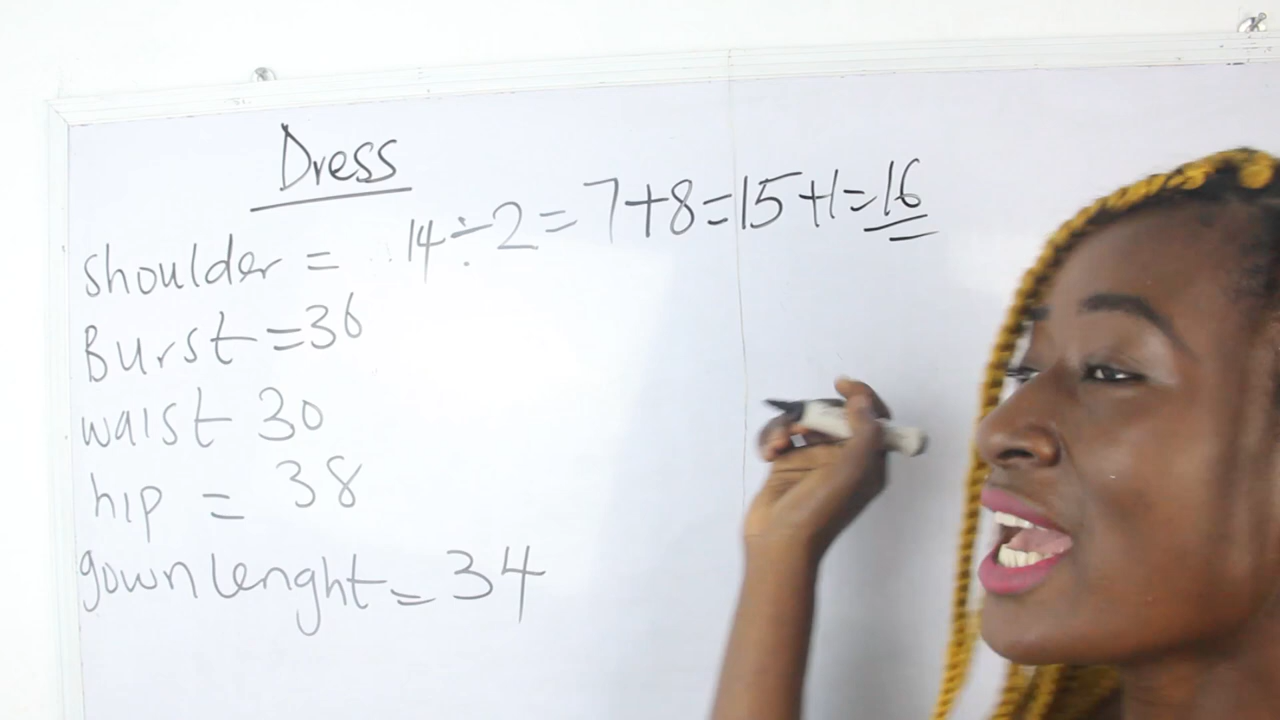 Dress
shoulder = 14÷2=7+8=15+1=16
Burst=36
waist 30
hip = 38
gown lenght=34